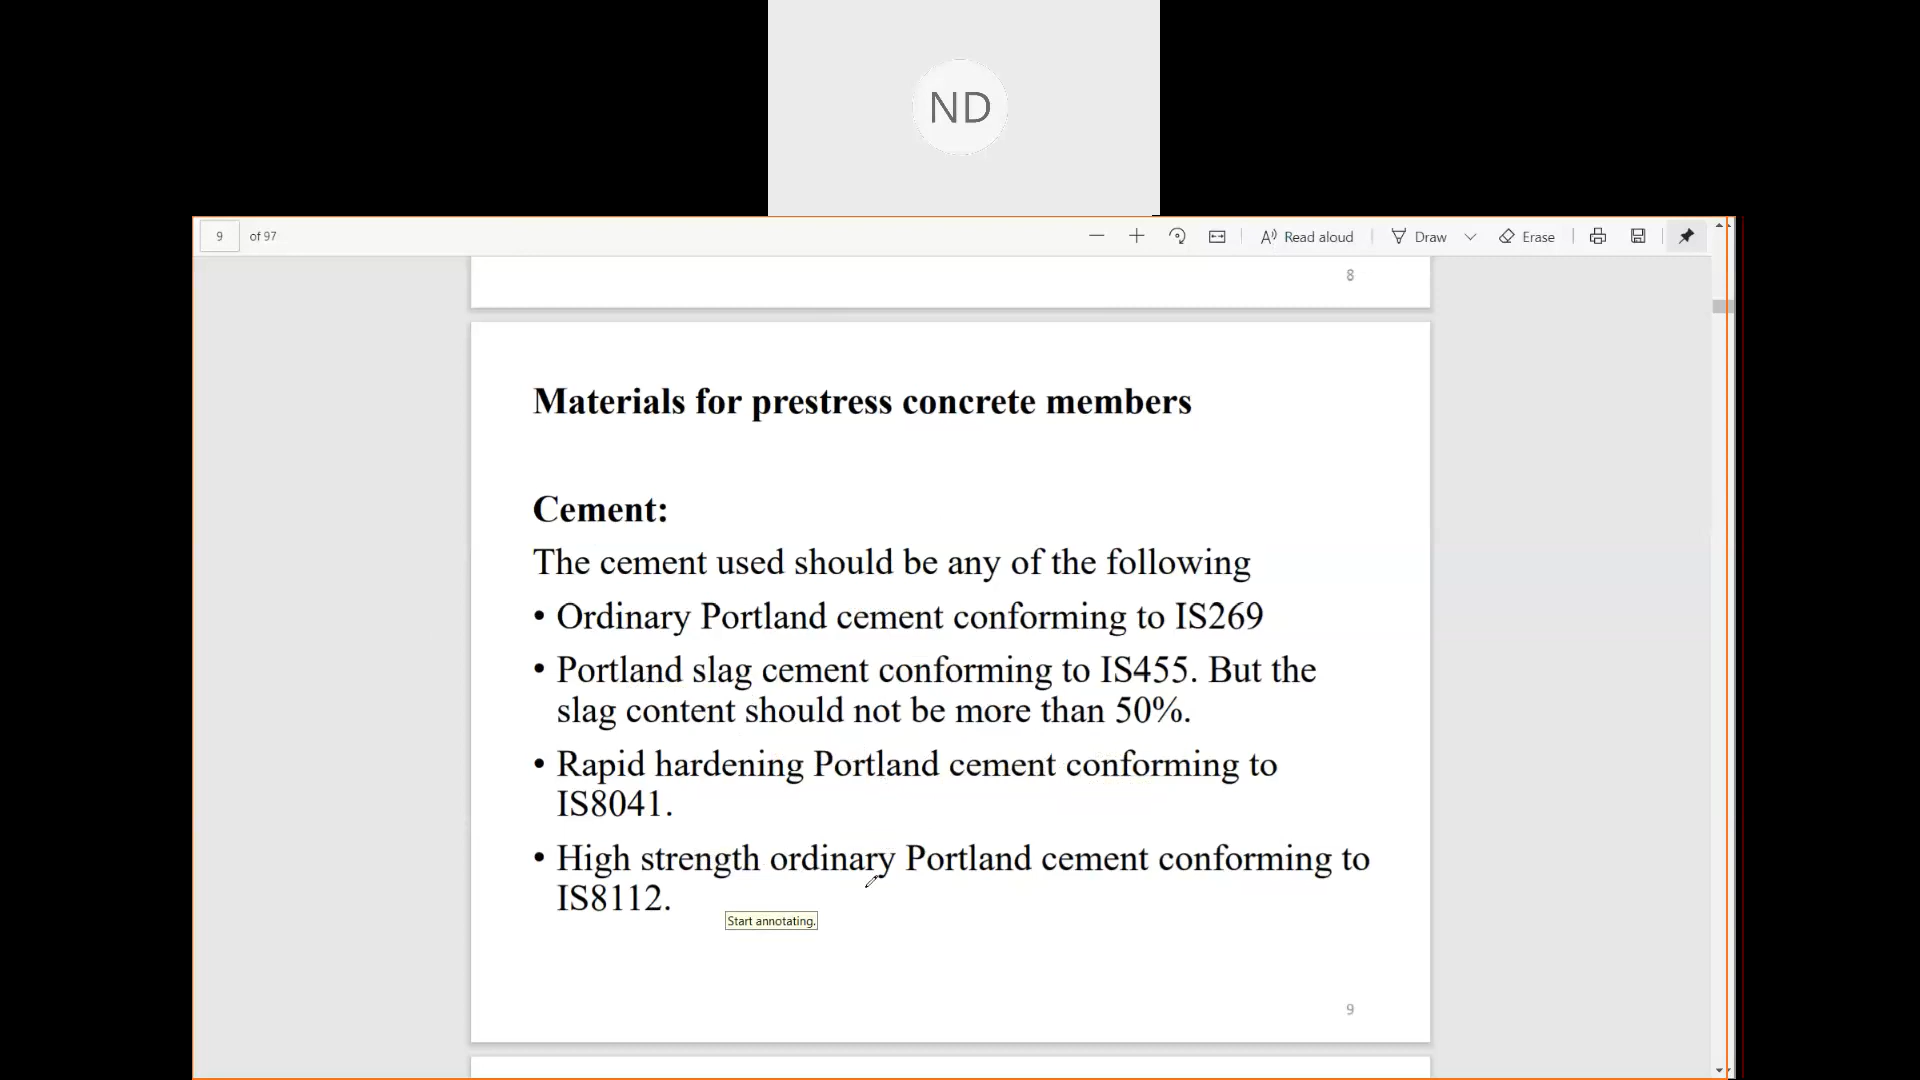 ND
9 of 97 Read aloud Draw Erase
8
Materials for prestress concrete members
Cement:
The cement used should be any of the following
• Ordinary Portland cement conforming to IS269
• Portland slag cement conforming to IS455. But the
slag content should not be more than 50%.
• Rapid hardening Portland cement conforming to
IS8041.
• High strength ordinary Portland cement conforming to
IS8112.
Start annotating.
9